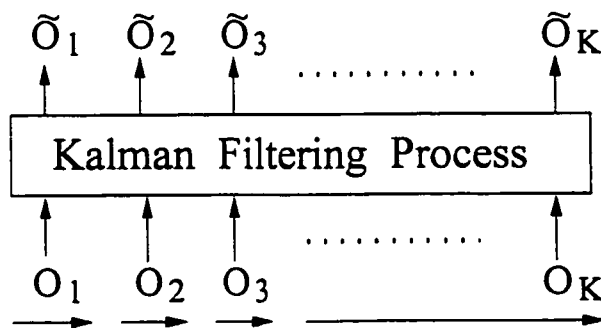 Õ1 Õ2 Õ3 ............... ÕK
Kalman Filtering Process
O1 O2 O3 ............... OK